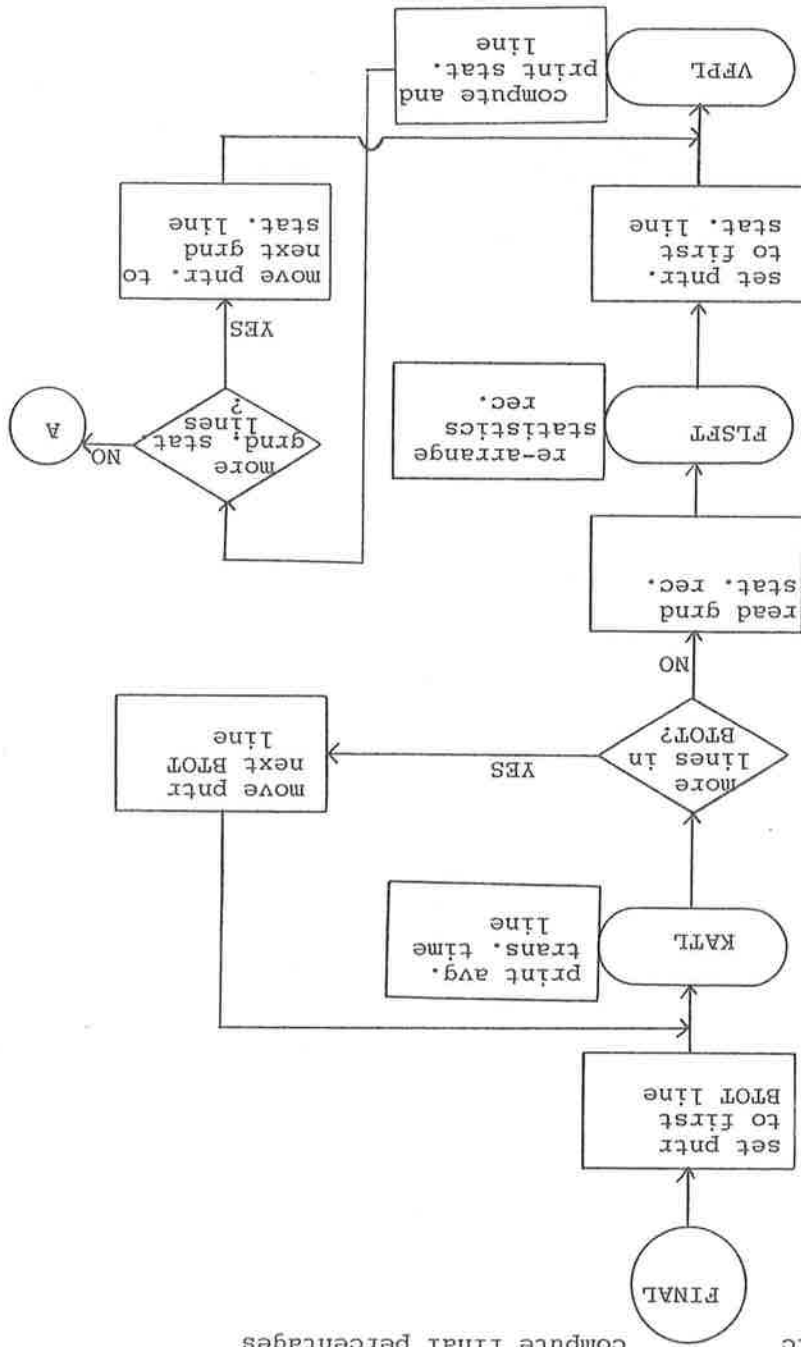 compute final percentages
FINAL
set pntr
to first
BTOT line
KATL
print avg.
trans. time
line
more
lines in
BTOT?
YES
move pntr
next BTOT
line
NO
read grnd
stat. rec.
FLSFT
re-arrange
statistics
rec.
set pntr.
to first
stat. line
VFPL
compute and
print stat.
line
more
grnd. stat.
lines
?
NO
A
YES
move pntr. to
next grnd
stat. line